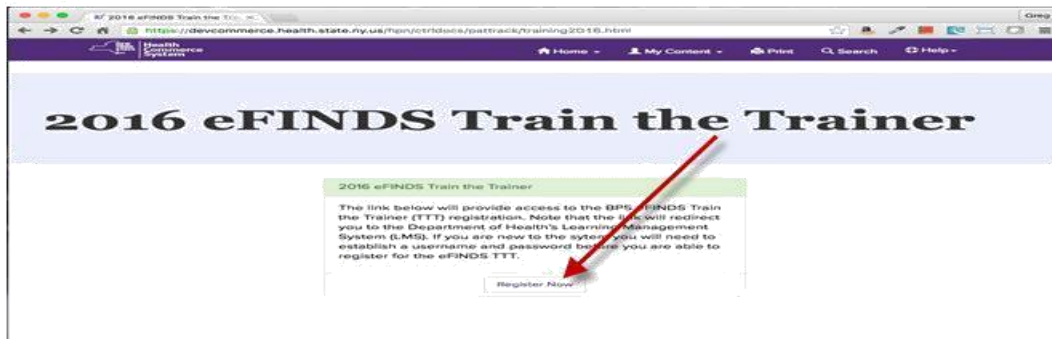 2016 eFINDS Train the Tra
Greg
https://devcommerce.health.state.ny.us/hpn/ctrldocs/pattrack/training2016.html
Health
Commerce
System
Home
My Content
Print
Search
Help
2016 eFINDS Train the Trainer
2016 eFINDS Train the Trainer
The link below will provide access to the BPS eFINDS Train
the Trainer (TTT) registration. Note that the link will redirect
you to the Department of Health's Learning Management
System (LMS). If you are new to the sytem you will need to
establish a username and password before you are able to
register for the eFINDS TTT.
Register Now